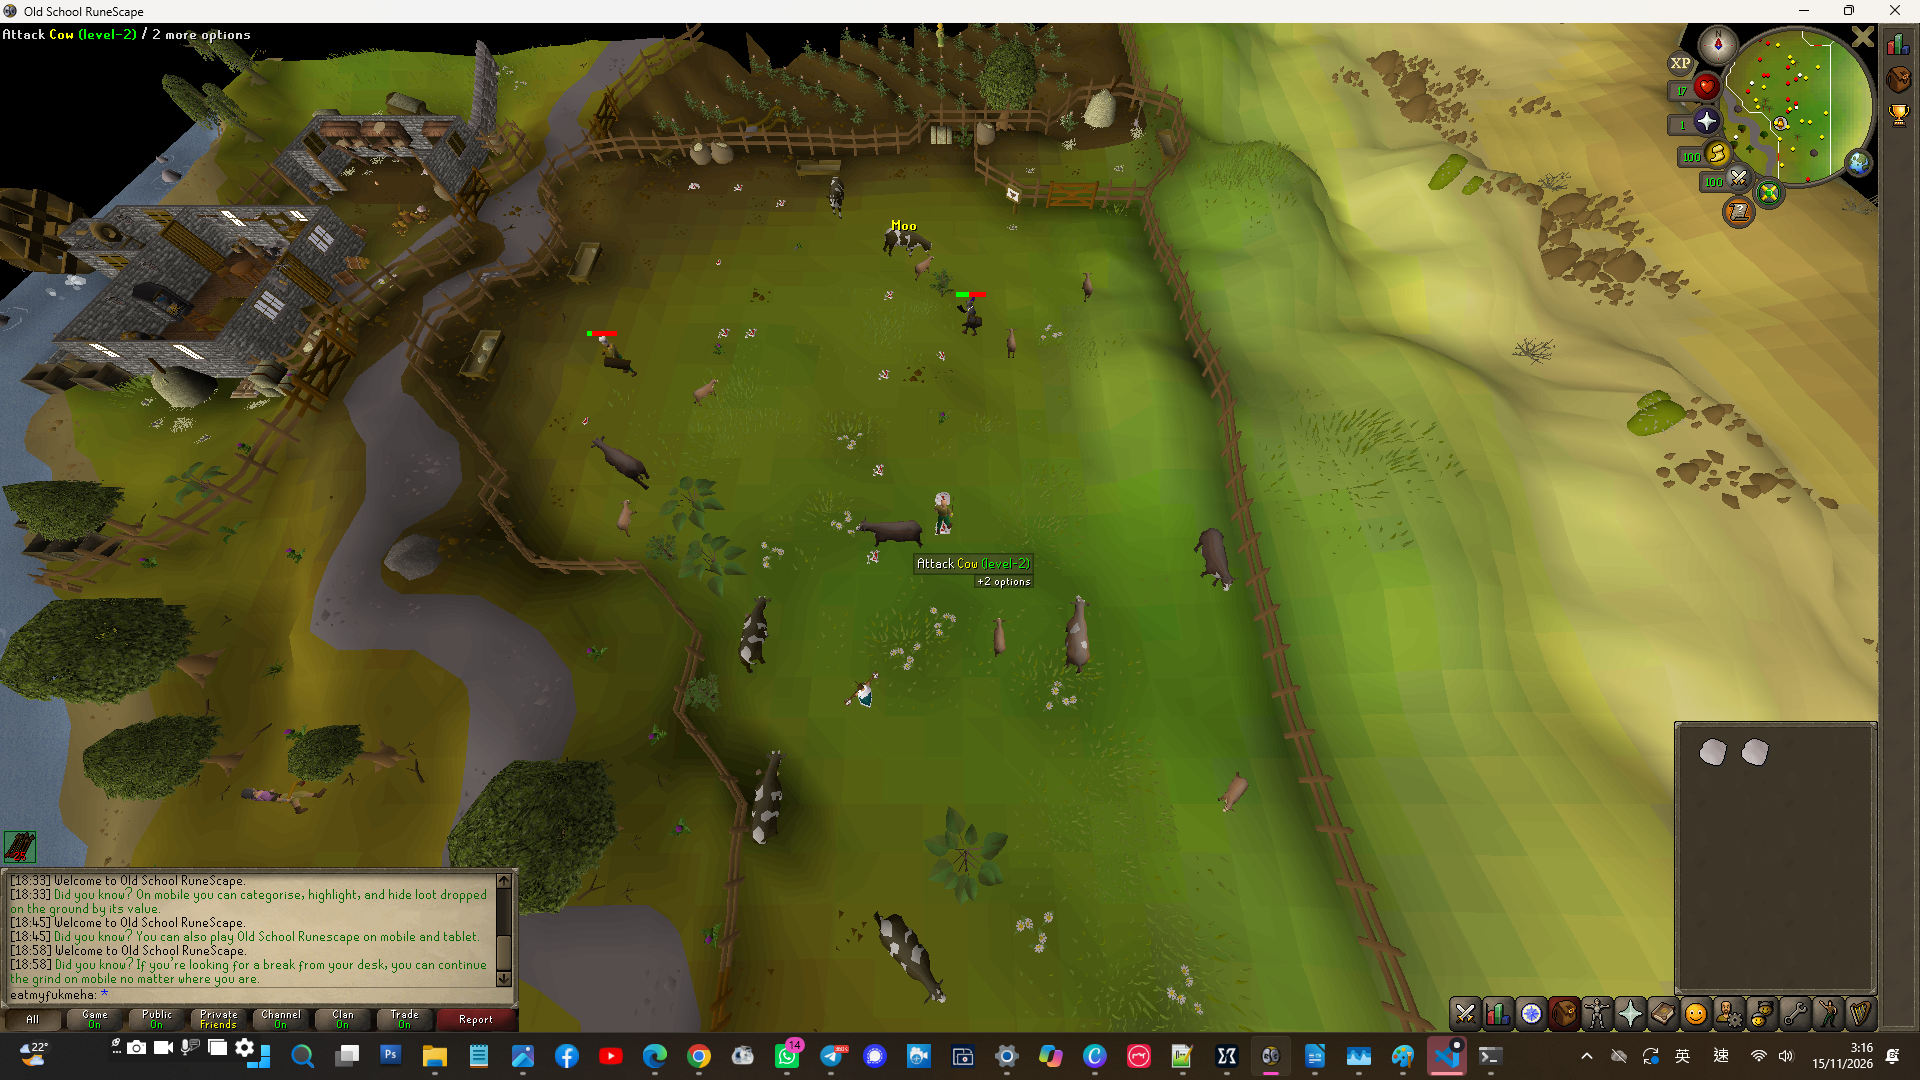 Old School RuneScape
Attack Cow (level-2) / 2 more options
N
XP
17
1
100
100
Moo
Attack Cow (level-2)
+2 options
[18:33] Welcome to Old School RuneScape.
[18:33] Did you know? On mobile you can categorise, highlight, and hide loot dropped
on the ground by its value.
[18:45] Welcome to Old School RuneScape.
[18:45] Did you know? You can also play Old School Runescape on mobile and tablet.
[18:58] Welcome to Old School RuneScape.
[18:58] Did you know? If you're looking for a break from your desk, you can continue
the grind on mobile no matter where you are.
eatmyfukmeha: *
All
Game On
Public On
Private Friends
Channel On
Clan On
Trade On
Report
22°
Ps
14
英
速
3:16
15/11/2026